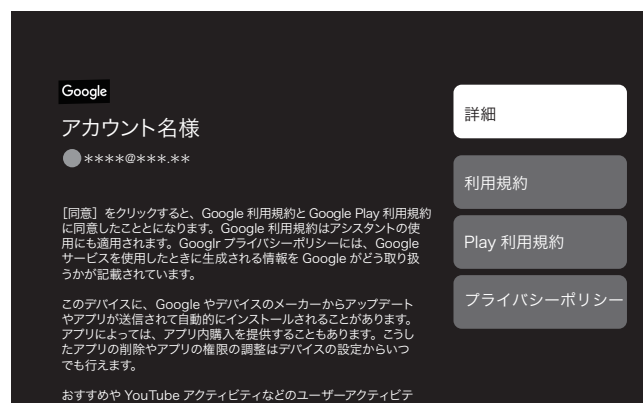 Google
アカウント名様
****@***.**
[同意] をクリックすると、Google 利用規約と Google Play 利用規約
に同意したこととになります。Google 利用規約はアシスタントの使
用にも適用されます。Googlr プライバシーポリシーには、Google
サービスを使用したときに生成される情報を Google がどう取り扱
うかが記載されています。
このデバイスに、Google やデバイスのメーカーからアップデート
やアプリが送信されて自動的にインストールされることがあります。
アプリによっては、アプリ内購入を提供することもあります。こうし
たアプリの削除やアプリの権限の調整はデバイスの設定からいつ
でも行えます。
おすすめや YouTube アクティビティなどのユーザーアクティビテ
詳細
利用規約
Play 利用規約
プライバシーポリシー